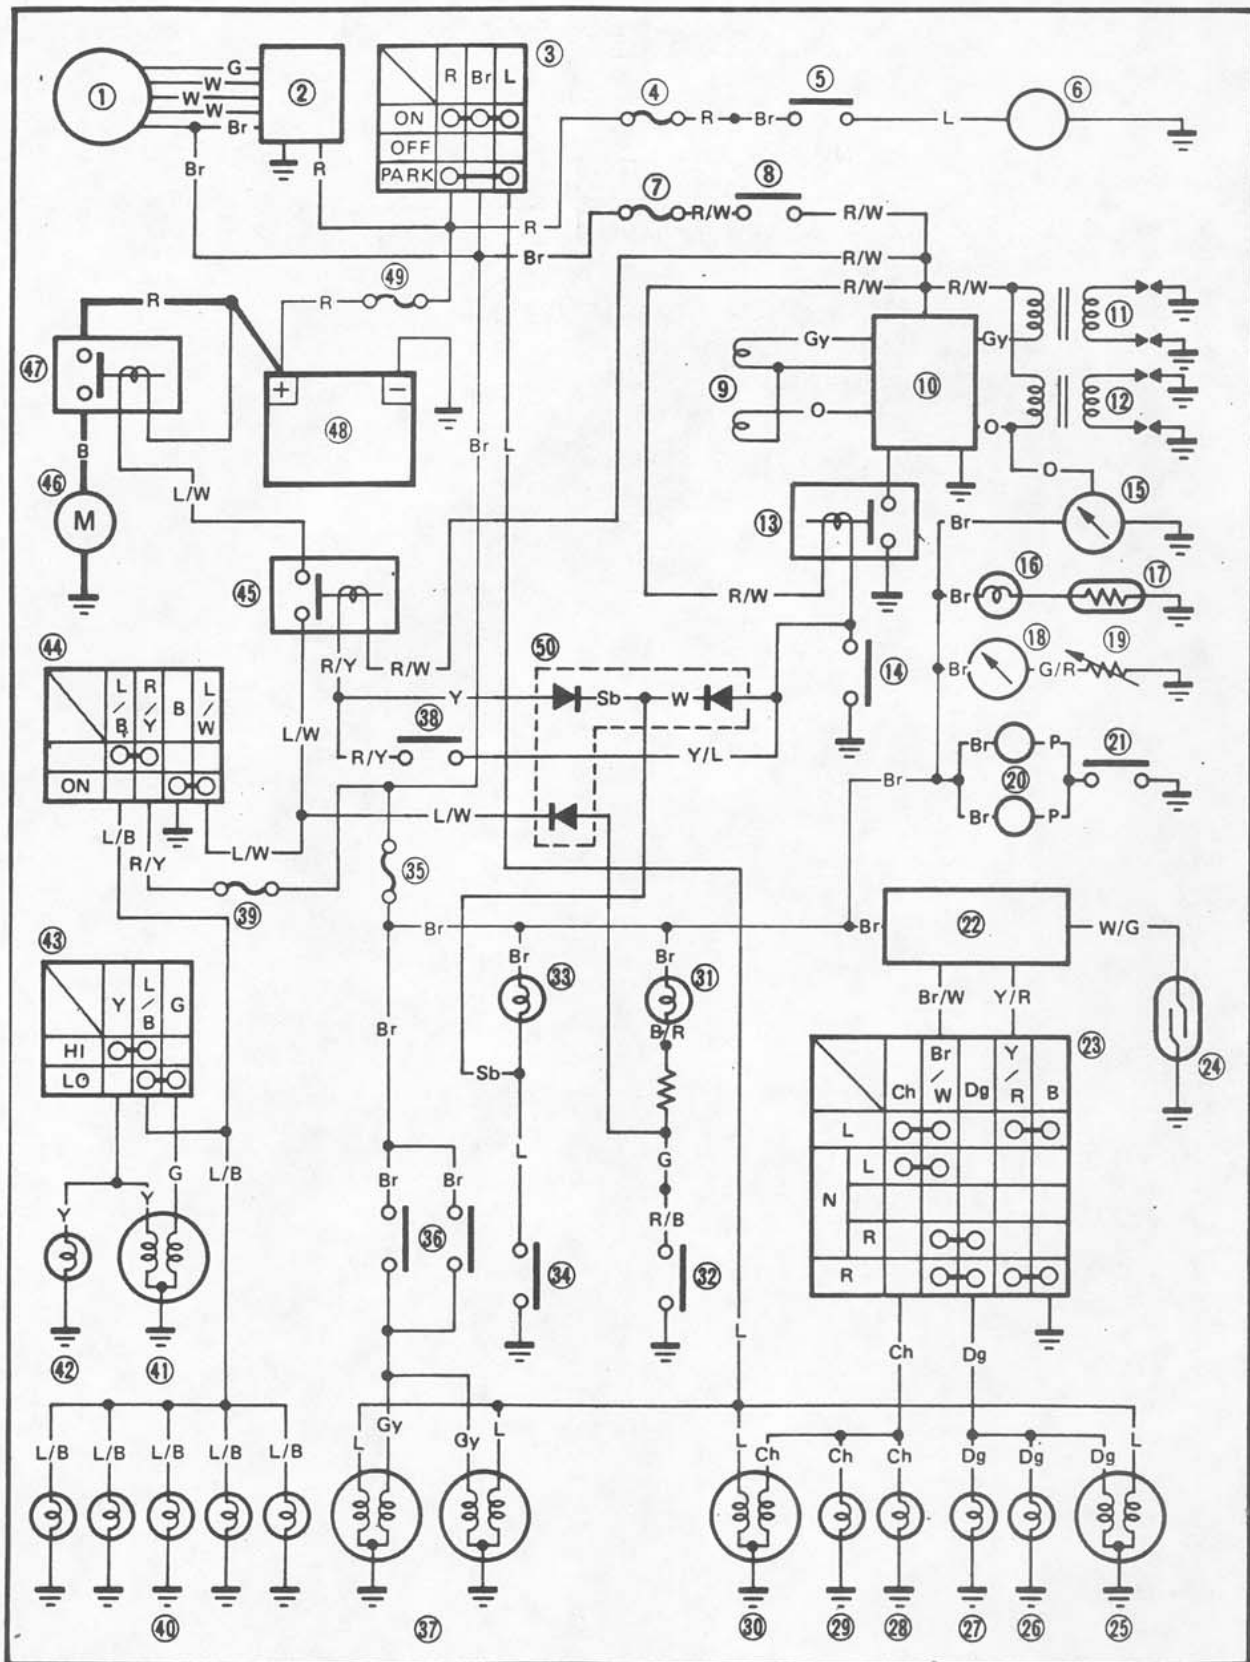 ① ② ③
G
W
W
W
Br
R Br L
ON
OFF
PARK
④ ⑤ ⑥
R Br L
Br R
R
⑦ ⑧
R/W R/W
Br
R/W
R/W R/W
㊾
R
R
㊼
+ −
㊽
B
㊻
M
L/W
Br L
⑨
Gy
O
⑩
Gy
O
⑪
⑫
O
⑬
R/W
⑭
Br
⑮
Br
⑯ ⑰
Br
⑱
G/R
⑲
㊺
R/Y R/W
㊿
Y Sb W
㊳
R/Y Y/L
L/W
L/W
㊹
L/B R/Y B L/W
ON
L/B
R/Y
L/W
㊴
㉟
Br
Br P
⑳
Br P
㉑
㊸
Y L/B G
HI
LO
Br
Br
㉒
W/G
Br
㉝
Br
㉛
B/R
Br
Sb
Br/W Y/R
㉓
Ch Br/W Dg Y/R B
L
N L
R
R
㉔
G
L/B
Y Y
Br Br
㊱
L
㉞
G
R/B
㉜
㊷ ㊶
L
Ch Dg
L/B L/B L/B L/B L/B
L Gy Gy L
L Ch Ch Ch Dg Dg Dg L
㊵ ㊲ ㉚ ㉙ ㉘ ㉗ ㉖ ㉕